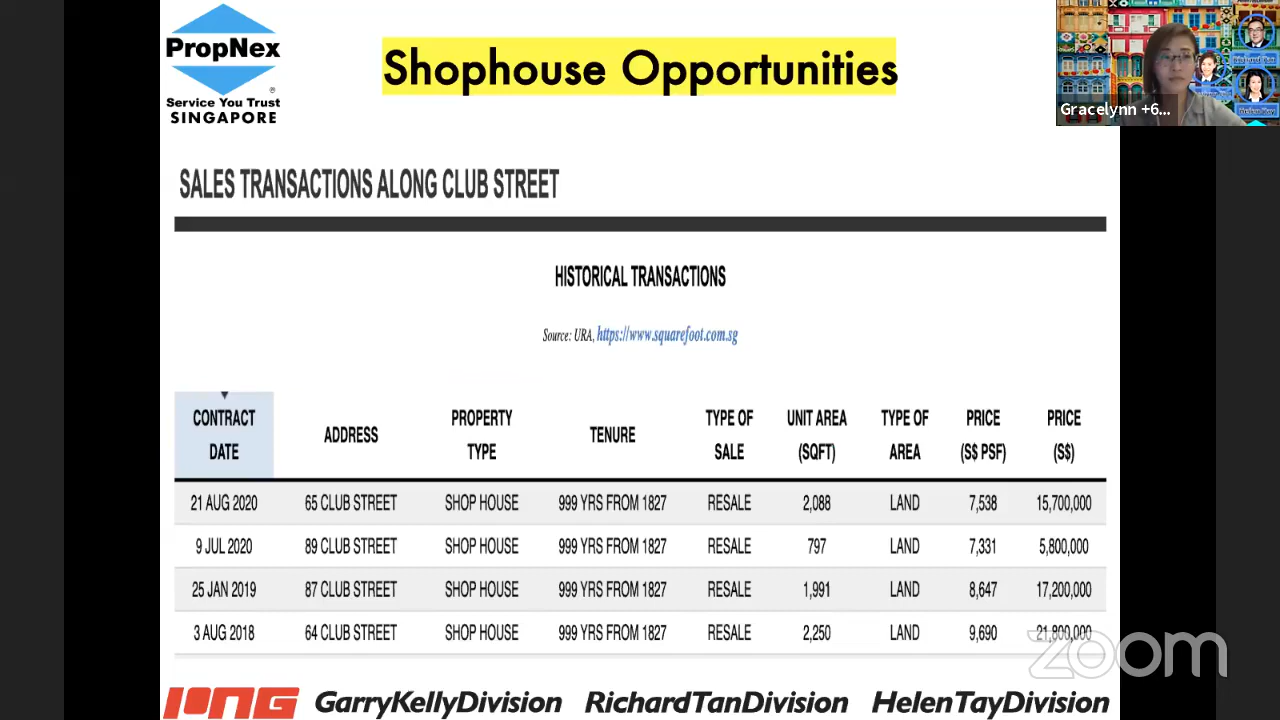 PropNex
®
Service You Trust
SINGAPORE
Shophouse Opportunities
Gracelynn +6...
SALES TRANSACTIONS ALONG CLUB STREET
HISTORICAL TRANSACTIONS
Source: URA, https://www.squarefoot.com.sg
CONTRACT DATE ADDRESS PROPERTY TYPE TENURE TYPE OF SALE UNIT AREA (SQFT) TYPE OF AREA PRICE (S$ PSF) PRICE (S$)
21 AUG 2020 65 CLUB STREET SHOP HOUSE 999 YRS FROM 1827 RESALE 2,088 LAND 7,538 15,700,000
9 JUL 2020 89 CLUB STREET SHOP HOUSE 999 YRS FROM 1827 RESALE 797 LAND 7,331 5,800,000
25 JAN 2019 87 CLUB STREET SHOP HOUSE 999 YRS FROM 1827 RESALE 1,991 LAND 8,647 17,200,000
3 AUG 2018 64 CLUB STREET SHOP HOUSE 999 YRS FROM 1827 RESALE 2,250 LAND 9,690 21,800,000
zoom
PNG GarryKellyDivision RichardTanDivision HelenTayDivision